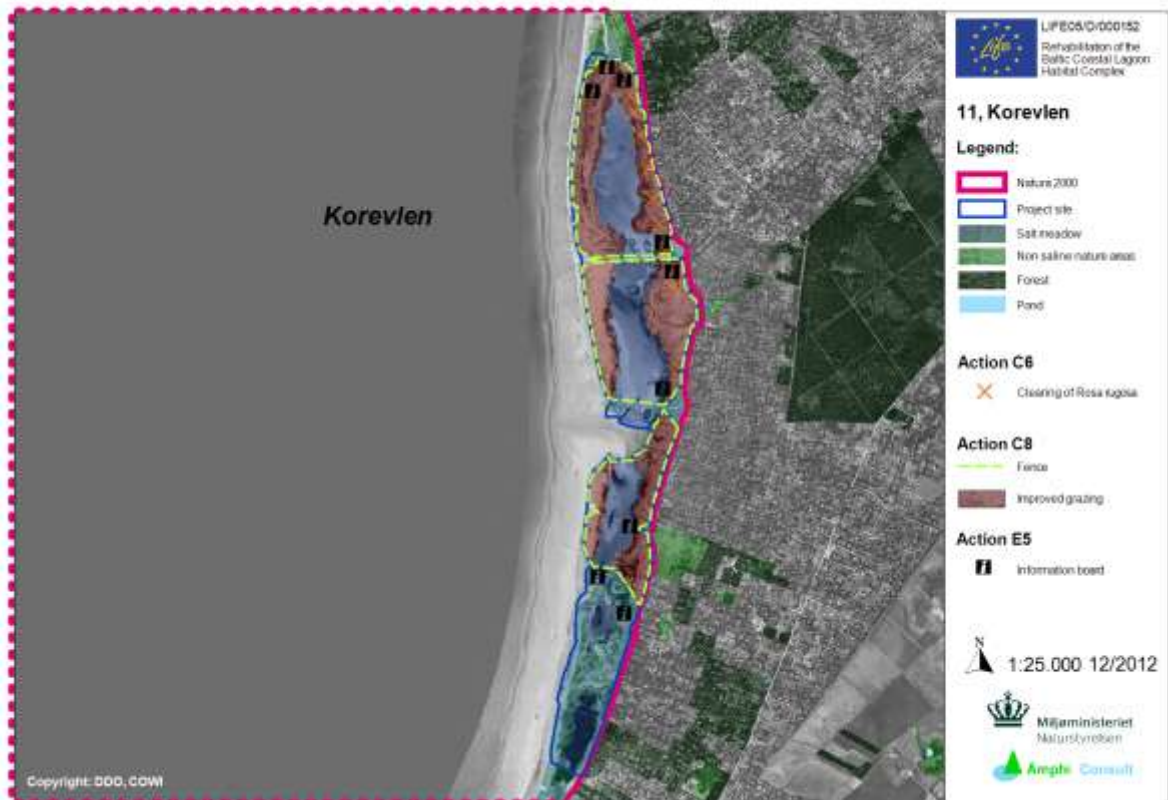 Korevlen
Copyright: DDO, COWI
Life
LIFE05/D/000152
Rehabilitation of the
Baltic Coastal Lagoon
Habitat Complex
11, Korevlen
Legend:
Natura 2000
Project site
Salt meadow
Non saline nature areas
Forest
Pond
Action C6
Clearing of Rosa rugosa
Action C8
Fence
Improved grazing
Action E5
Information board
N
1:25.000 12/2012
Miljøministeriet
Naturstyrelsen
Amphi Consult